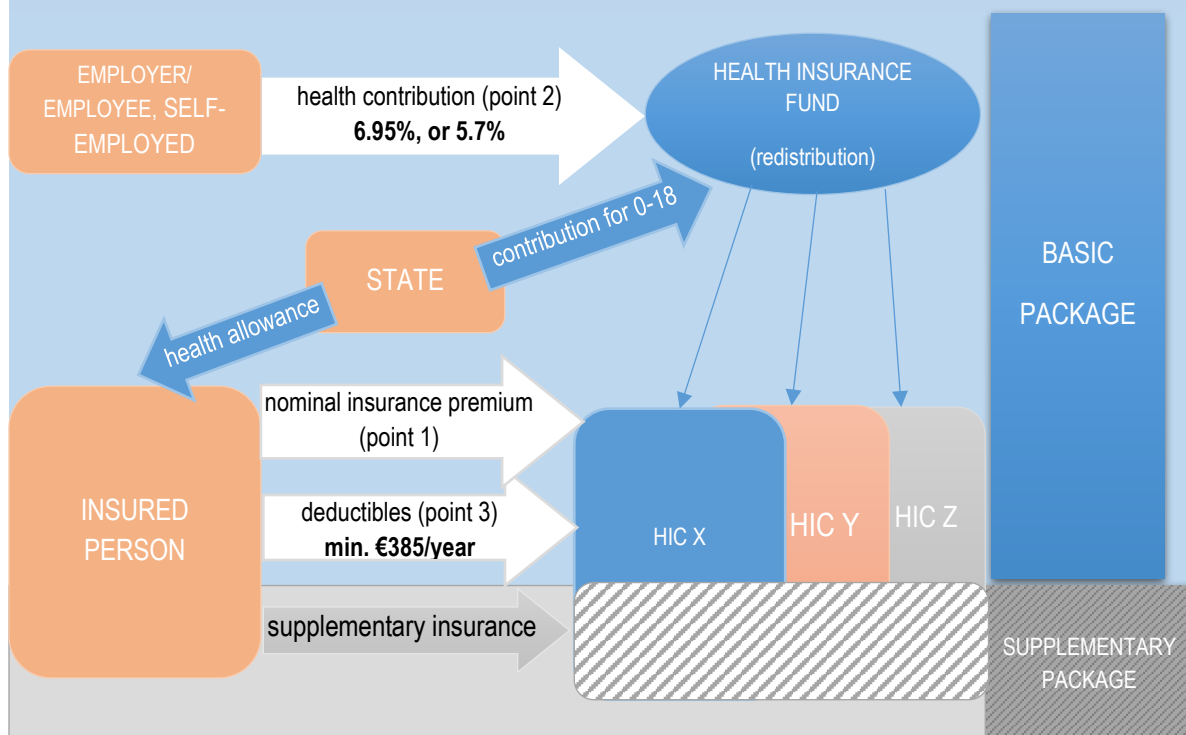 EMPLOYER/
EMPLOYEE, SELF-
EMPLOYED
health contribution (point 2)
6.95%, or 5.7%
HEALTH INSURANCE
FUND
(redistribution)
BASIC
PACKAGE
contribution for 0-18
STATE
health allowance
nominal insurance premium
(point 1)
INSURED
PERSON
deductibles (point 3)
min. €385/year
HIC X
HIC Y
HIC Z
supplementary insurance
SUPPLEMENTARY
PACKAGE